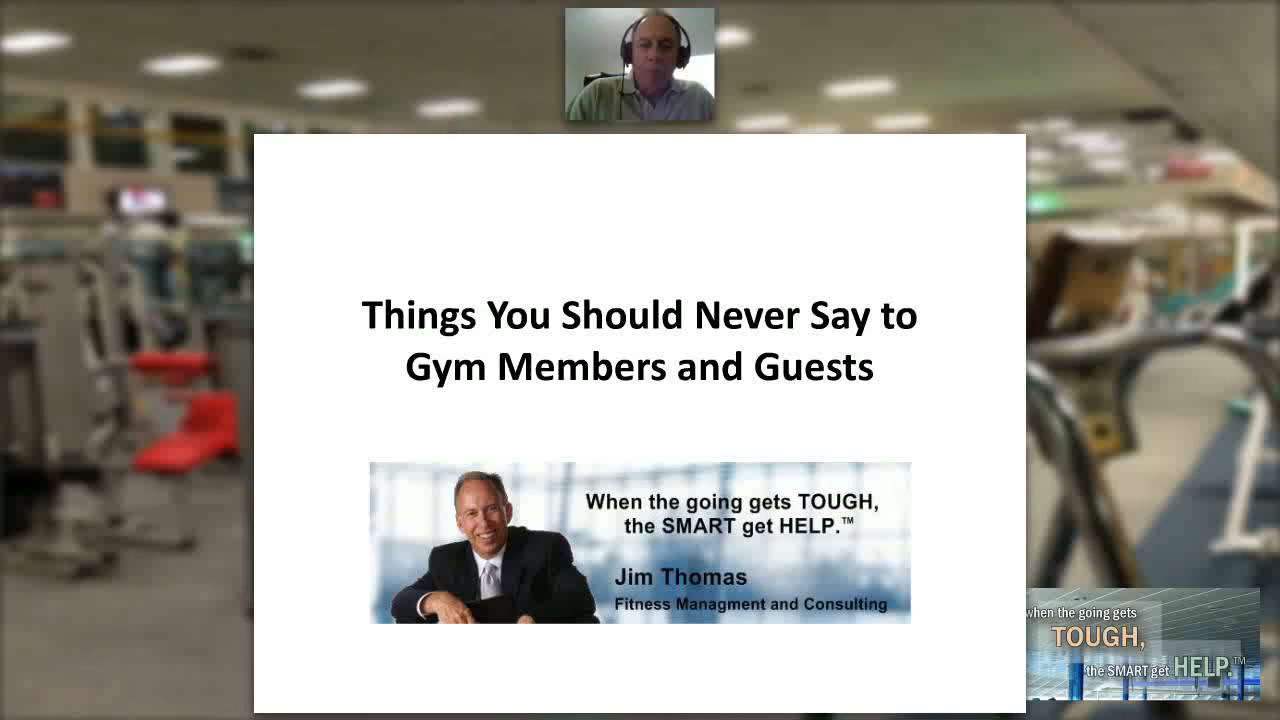 Things You Should Never Say to
Gym Members and Guests
When the going gets TOUGH,
the SMART get HELP.™
Jim Thomas
Fitness Managment and Consulting
when the going gets
TOUGH,
the SMART get HELP.™